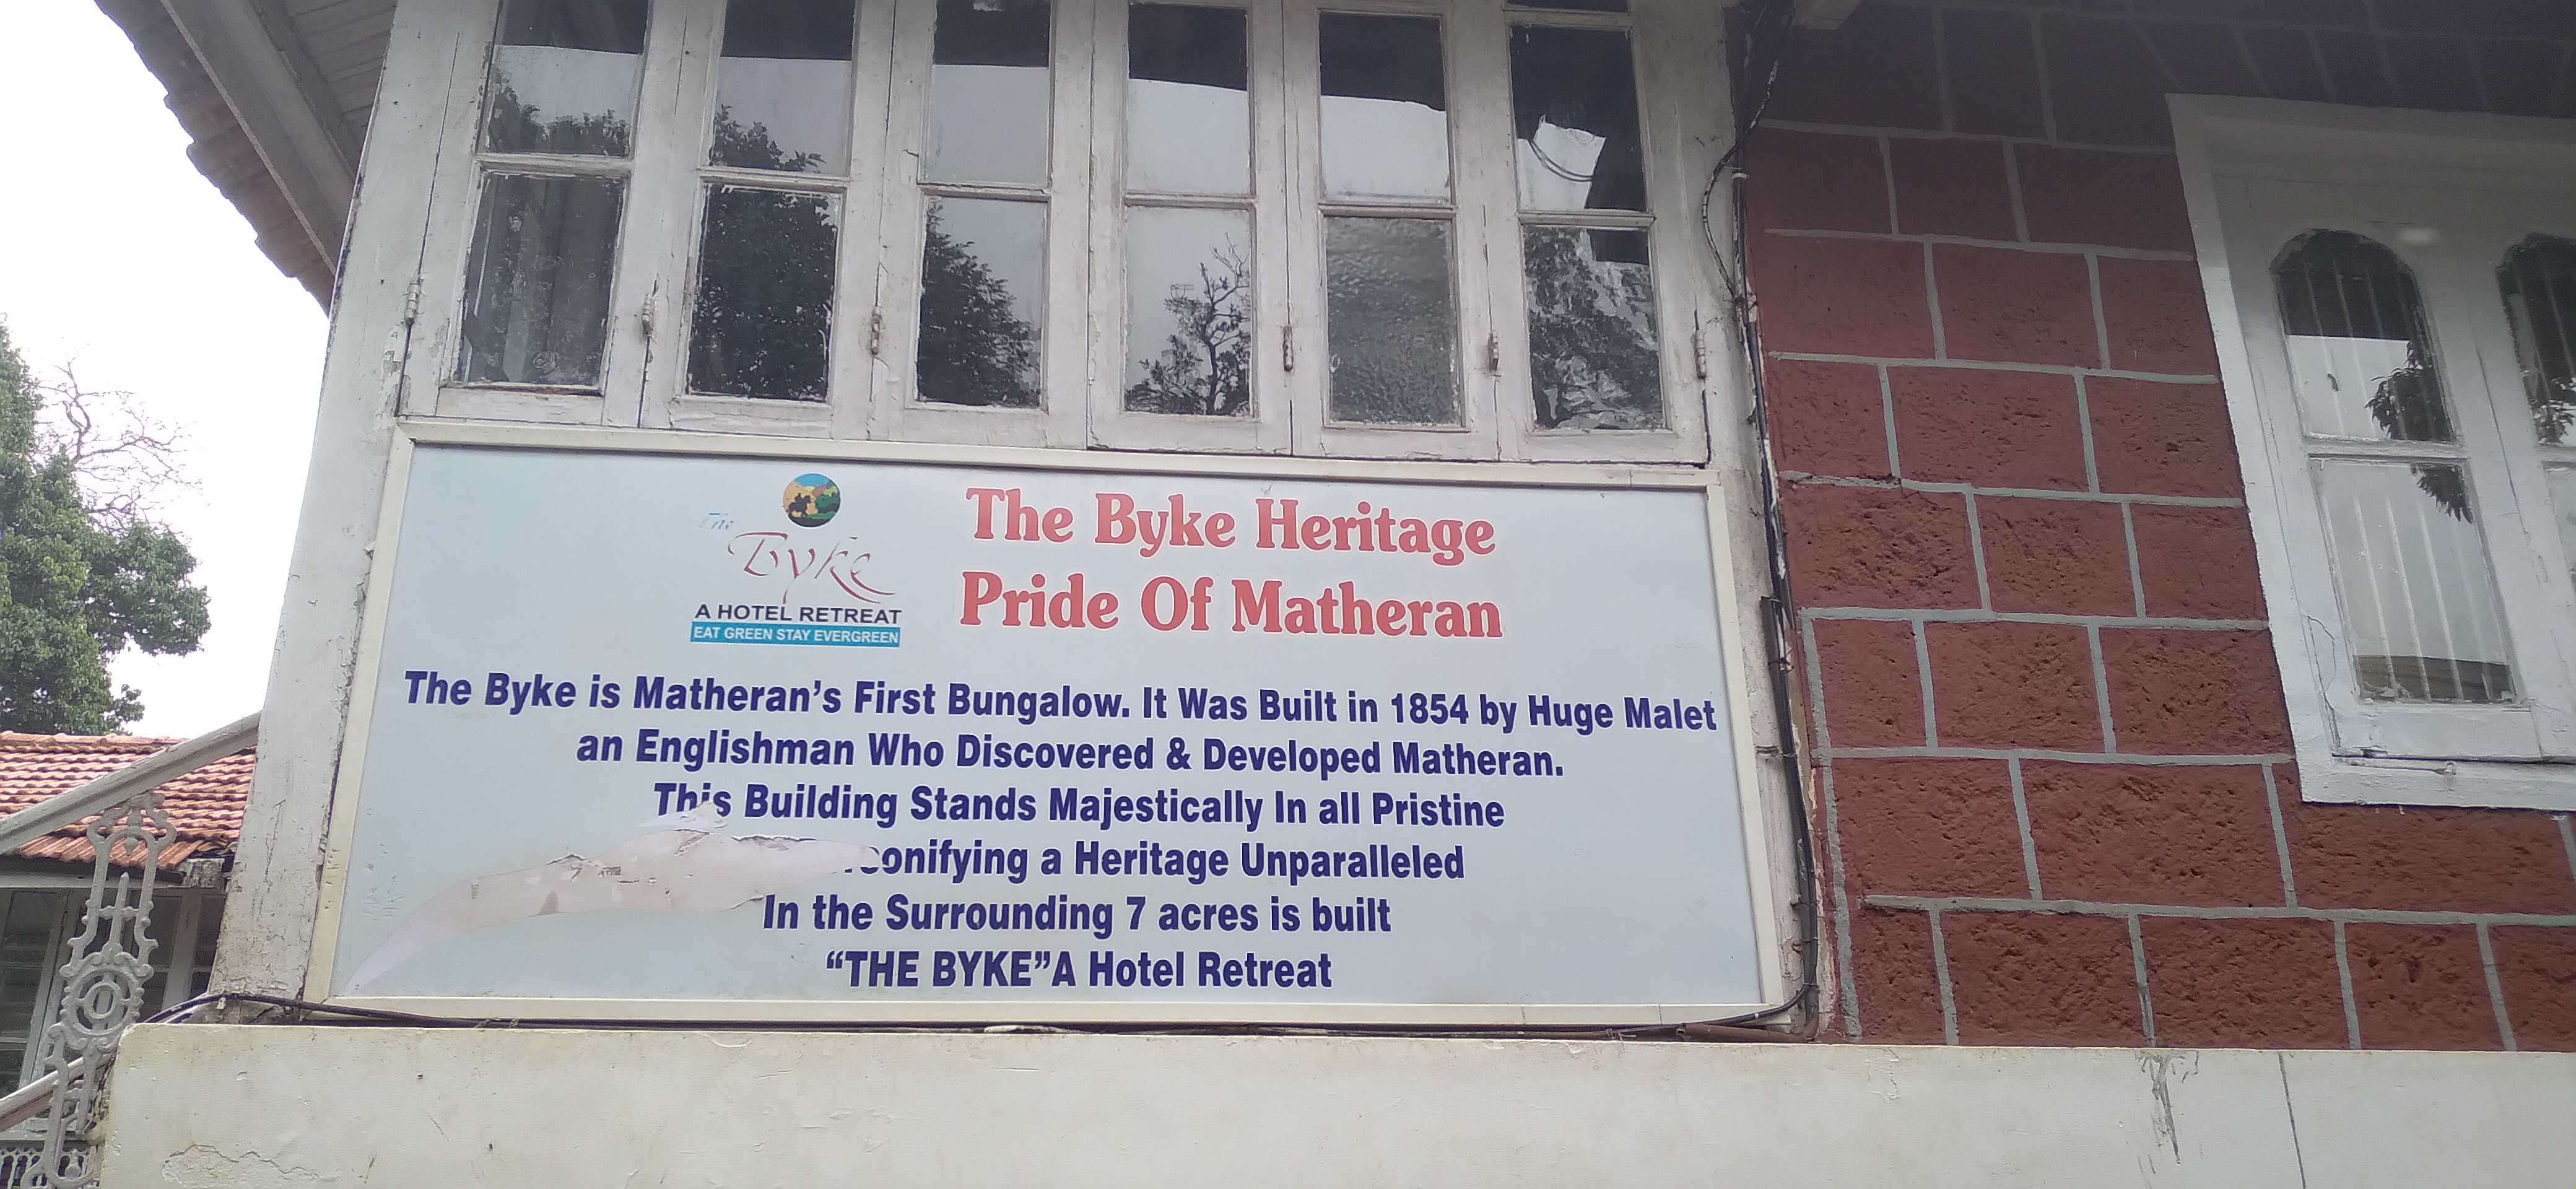 The
Byke
A HOTEL RETREAT
EAT GREEN STAY EVERGREEN
The Byke Heritage
Pride Of Matheran
The Byke is Matheran's First Bungalow. It Was Built in 1854 by Huge Malet
an Englishman Who Discovered & Developed Matheran.
This Building Stands Majestically In all Pristine
a Heritage Unparalleled
In the Surrounding 7 acres is built
“THE BYKE”A Hotel Retreat